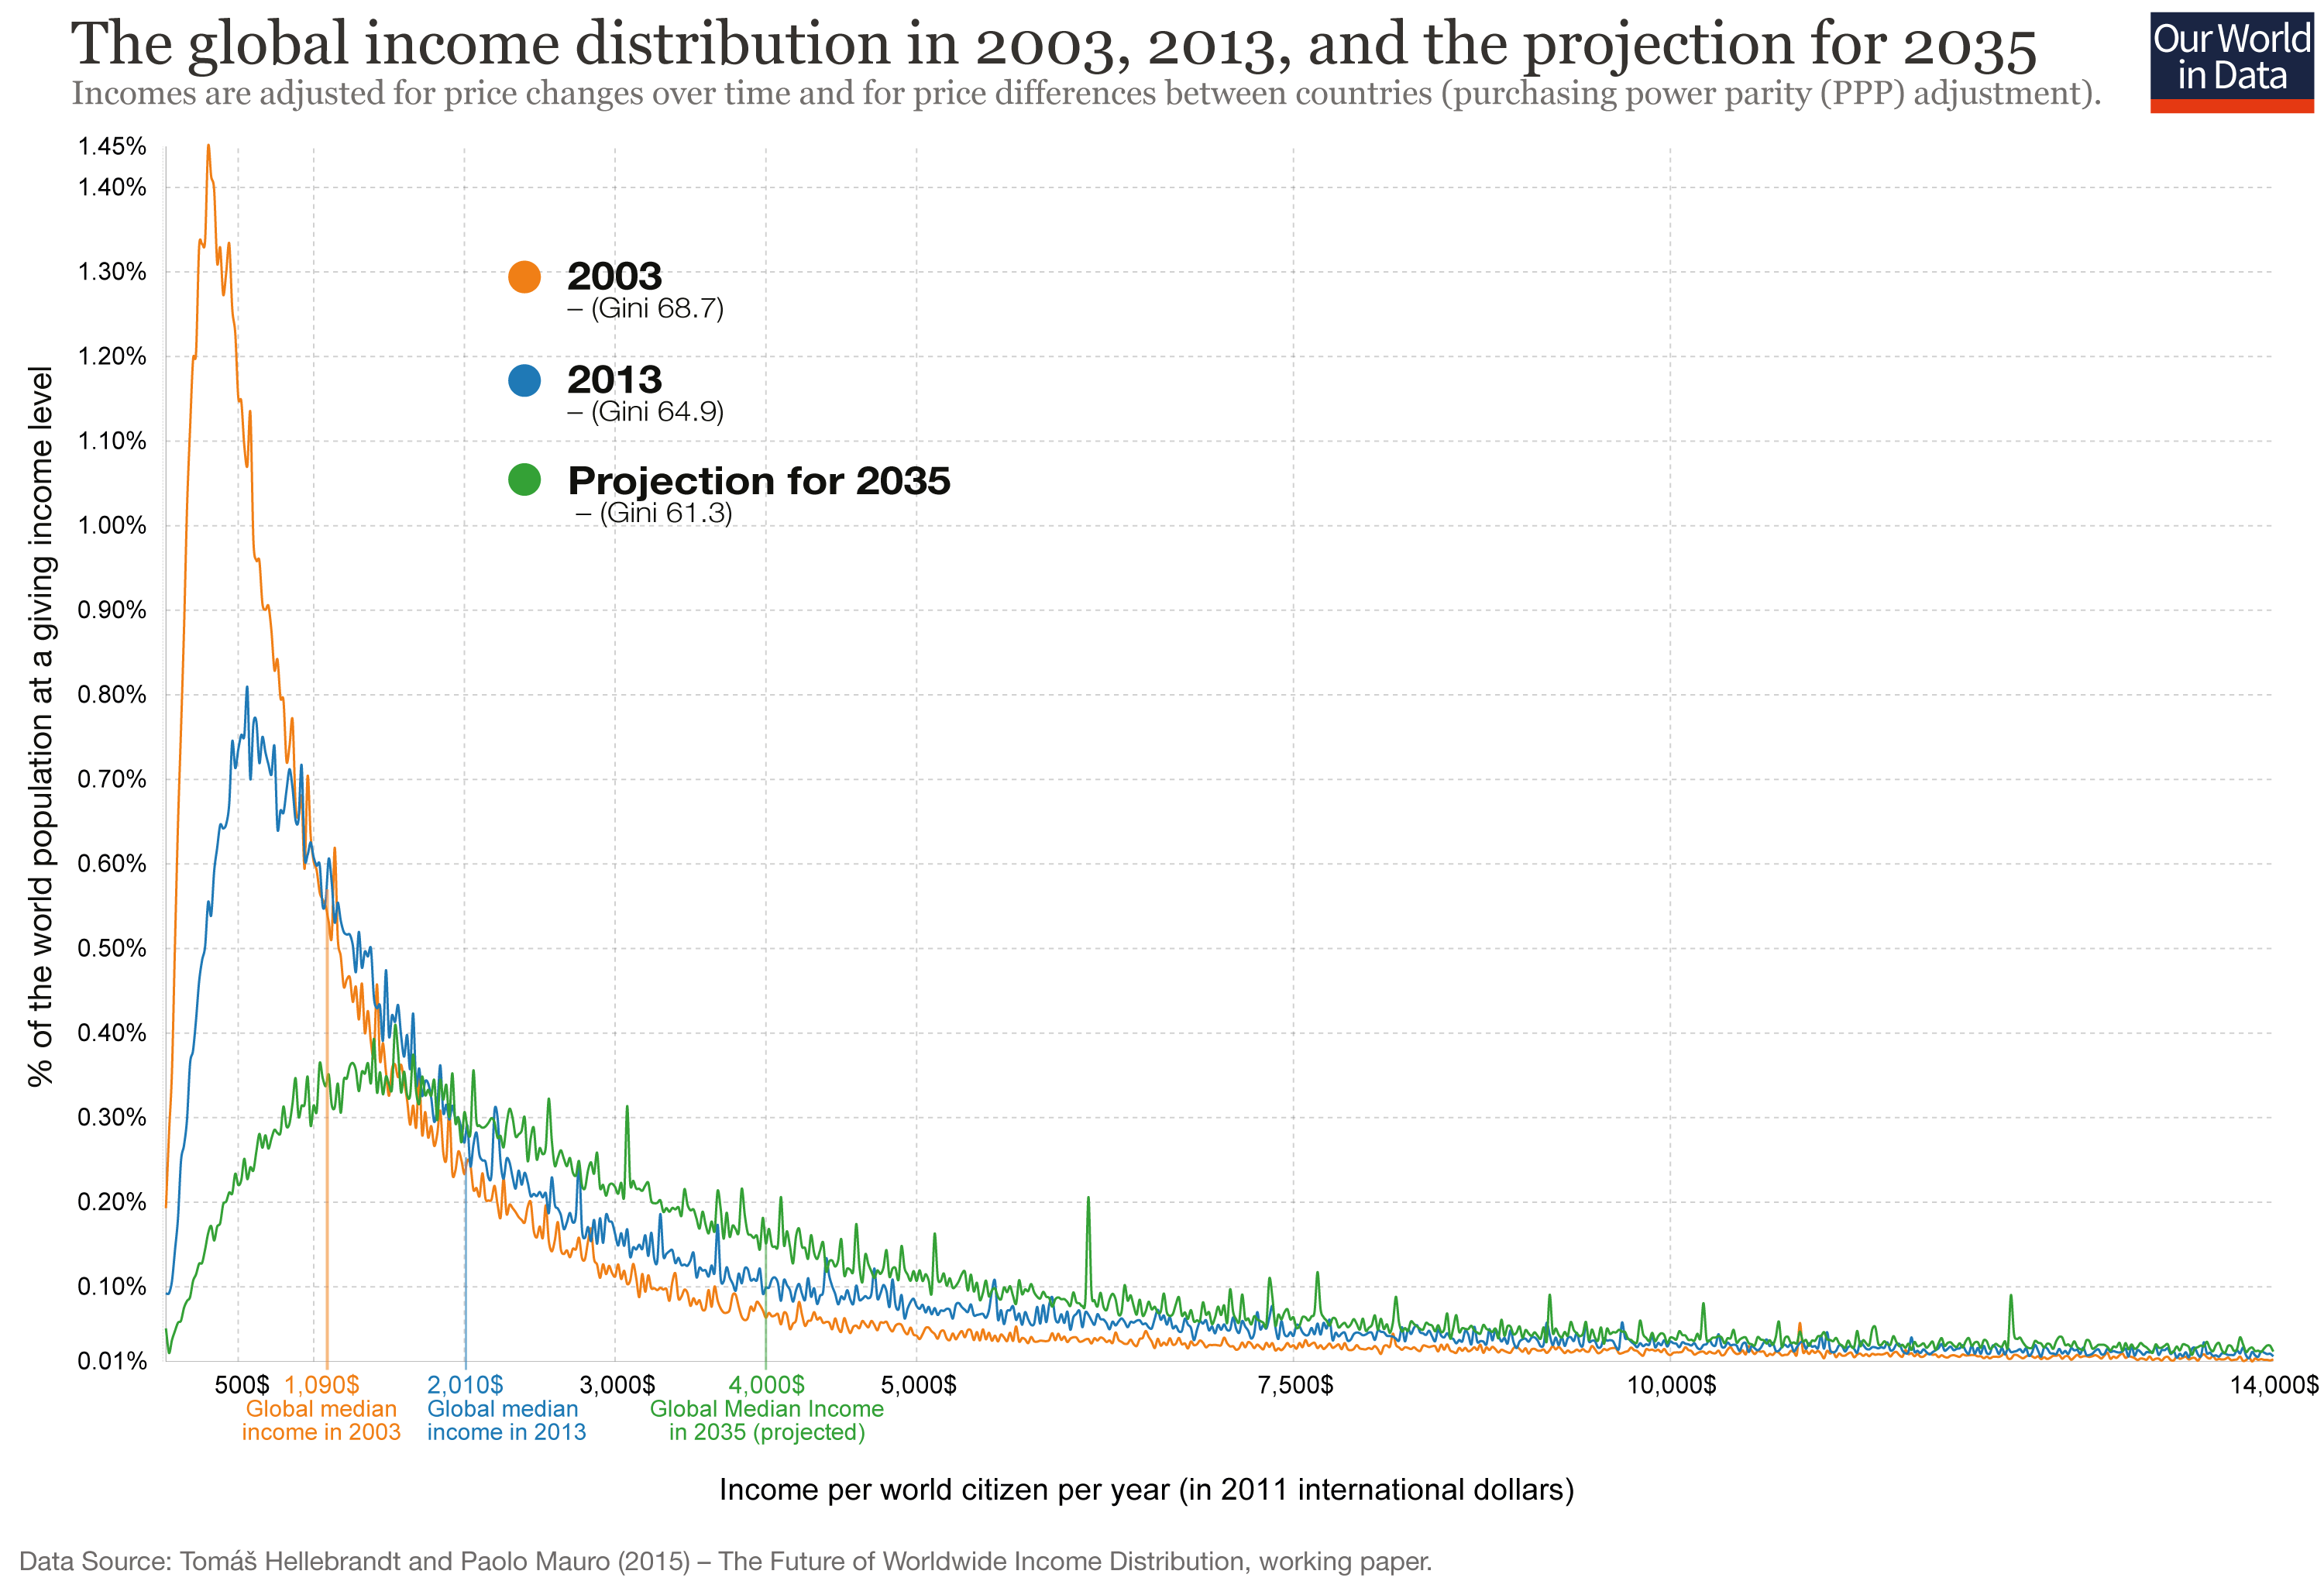 The global income distribution in 2003, 2013, and the projection for 2035
Incomes are adjusted for price changes over time and for price differences between countries (purchasing power parity (PPP) adjustment).
Our World
in Data
% of the world population at a giving income level
1.45%
1.40%
1.30%
1.20%
1.10%
1.00%
0.90%
0.80%
0.70%
0.60%
0.50%
0.40%
0.30%
0.20%
0.10%
0.01%
2003
– (Gini 68.7)
2013
– (Gini 64.9)
Projection for 2035
– (Gini 61.3)
500$ 1,090$ 2,010$ 3,000$ 4,000$ 5,000$ 7,500$ 10,000$ 14,000$
Global median
income in 2003
Global median
income in 2013
Global Median Income
in 2035 (projected)
Income per world citizen per year (in 2011 international dollars)
Data Source: Tomáš Hellebrandt and Paolo Mauro (2015) – The Future of Worldwide Income Distribution, working paper.